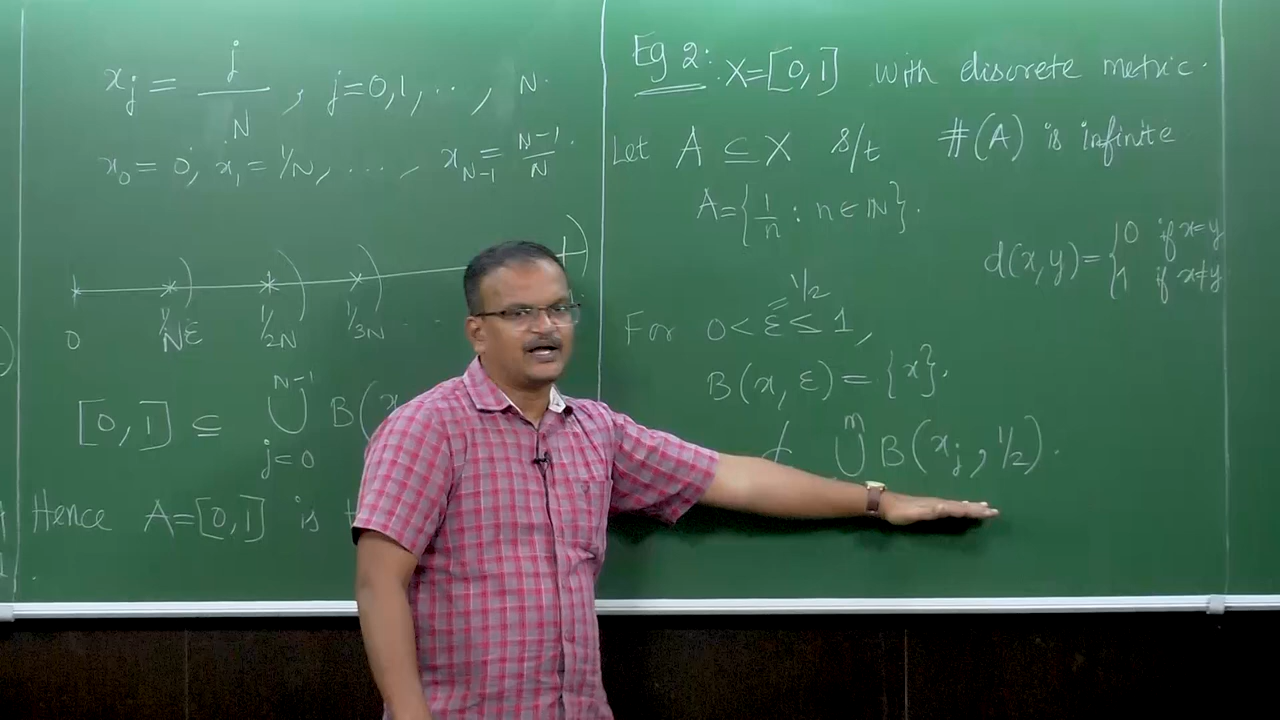 x_j = j/N , j=0,1, ..., N.
x_0 = 0, x_1 = 1/N, ...., x_{N-1} = N-1/N.
0 1/N ε 1/2N 1/3N ..
[0,1] ⊆ ∪_{j=0}^{N-1} B(x
Hence A=[0,1] is
Eg 2: X=[0,1] with discrete metric.
Let A ⊆ X s/t #(A) is infinite
A={1/n : n∈ℕ}.
d(x,y)={0 if x=y
1 if x≠y
=1/2
For 0<ε≤1,
B(x,ε)={x}.
⊄ ∪^n B(x_j, 1/2).